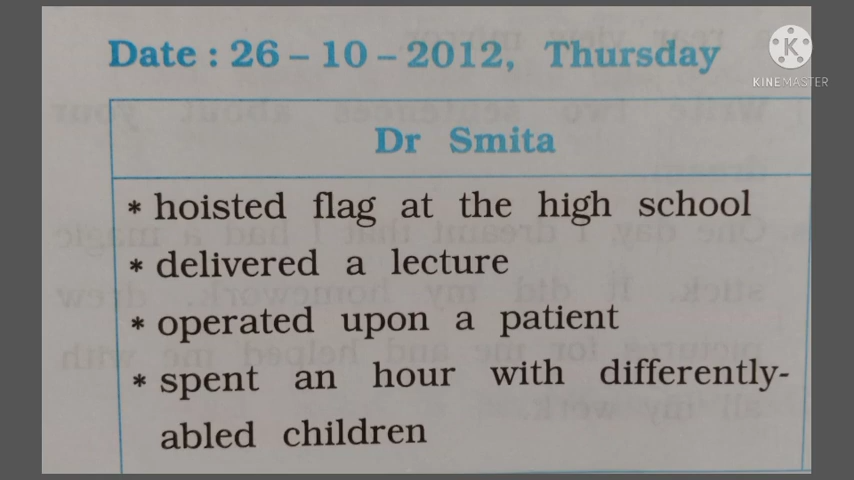 Date : 26 – 10 – 2012, Thursday
KINEMASTER
Dr Smita
* hoisted flag at the high school
* delivered a lecture
* operated upon a patient
* spent an hour with differently-
abled children